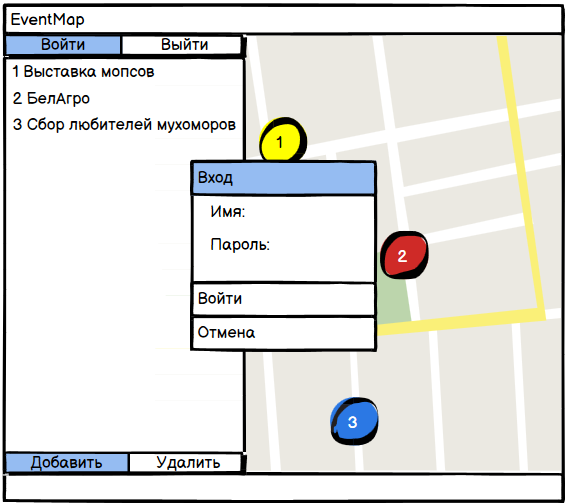 EventMap
Войти Выйти
1 Выставка мопсов
2 БелАгро
3 Сбор любителей мухоморов
1
Вход
Имя:
Пароль:
2
Войти
Отмена
3
Добавить Удалить